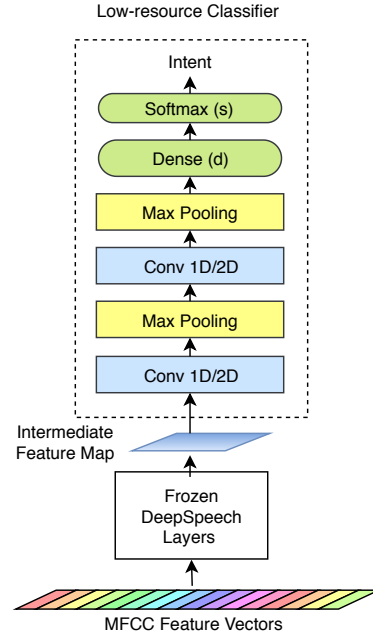 Low-resource Classifier
Intent
Softmax (s)
Dense (d)
Max Pooling
Conv 1D/2D
Max Pooling
Conv 1D/2D
Intermediate
Feature Map
Frozen
DeepSpeech
Layers
MFCC Feature Vectors